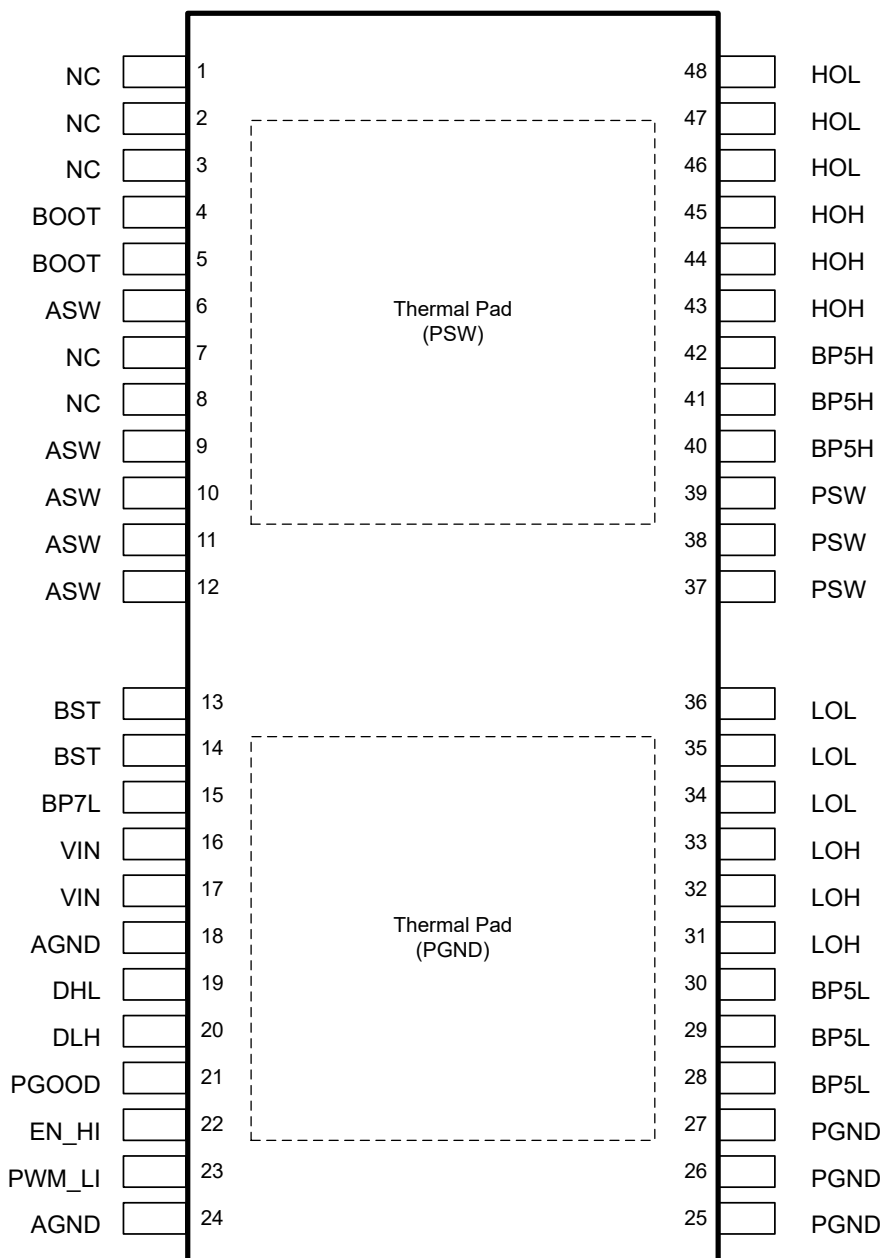 NC 1 48 HOL
NC 2 47 HOL
NC 3 46 HOL
BOOT 4 45 HOH
BOOT 5 44 HOH
ASW 6 43 HOH
Thermal Pad
(PSW)
NC 7 42 BP5H
NC 8 41 BP5H
ASW 9 40 BP5H
ASW 10 39 PSW
ASW 11 38 PSW
ASW 12 37 PSW
BST 13 36 LOL
BST 14 35 LOL
BP7L 15 34 LOL
VIN 16 33 LOH
VIN 17 32 LOH
AGND 18 31 LOH
Thermal Pad
(PGND)
DHL 19 30 BP5L
DLH 20 29 BP5L
PGOOD 21 28 BP5L
EN_HI 22 27 PGND
PWM_LI 23 26 PGND
AGND 24 25 PGND